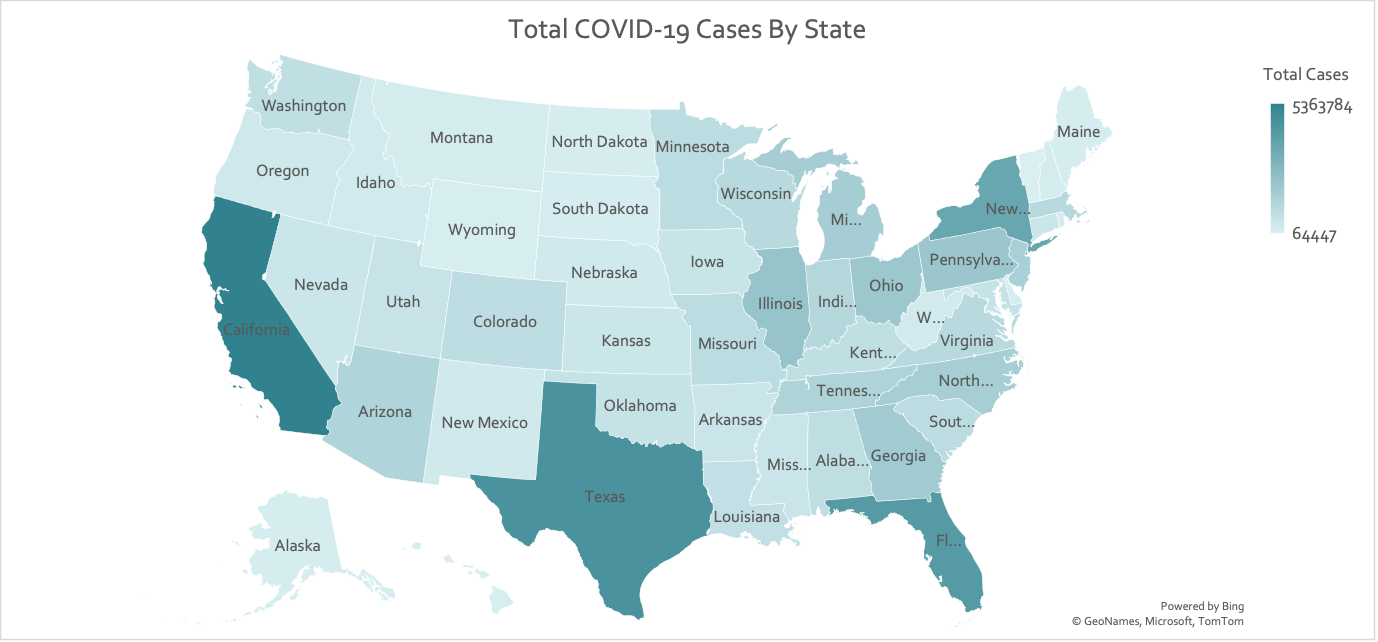 Total COVID-19 Cases By State
Total Cases
5363784
64447
Washington
Montana
North Dakota
Minnesota
Maine
Oregon
Idaho
Wisconsin
South Dakota
New...
Wyoming
Mi...
Iowa
Pennsylva...
Nebraska
Nevada
Utah
Illinois
Indi...
Ohio
Colorado
W...
California
Kansas
Missouri
Virginia
Kent...
Arizona
New Mexico
Oklahoma
Arkansas
Tennes...
North...
Sout...
Miss...
Alaba...
Georgia
Texas
Louisiana
Fl...
Alaska
Powered by Bing
© GeoNames, Microsoft, TomTom